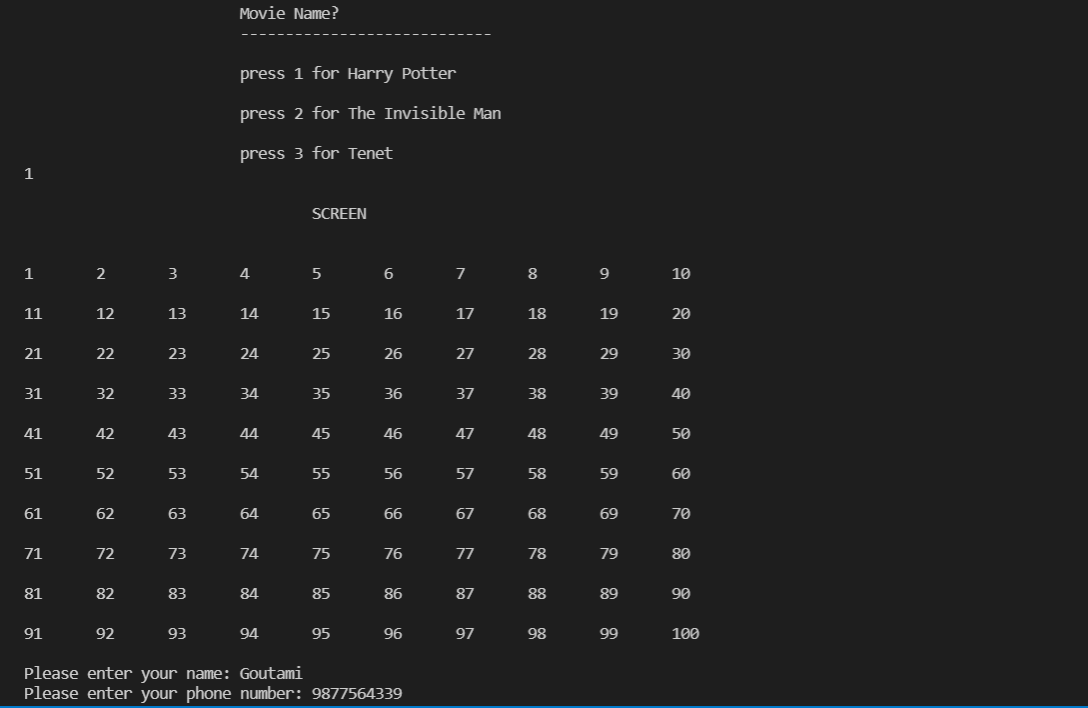 Movie Name?
----------------------------
press 1 for Harry Potter
press 2 for The Invisible Man
press 3 for Tenet
1
SCREEN
1 2 3 4 5 6 7 8 9 10
11 12 13 14 15 16 17 18 19 20
21 22 23 24 25 26 27 28 29 30
31 32 33 34 35 36 37 38 39 40
41 42 43 44 45 46 47 48 49 50
51 52 53 54 55 56 57 58 59 60
61 62 63 64 65 66 67 68 69 70
71 72 73 74 75 76 77 78 79 80
81 82 83 84 85 86 87 88 89 90
91 92 93 94 95 96 97 98 99 100
Please enter your name: Goutami
Please enter your phone number: 9877564339